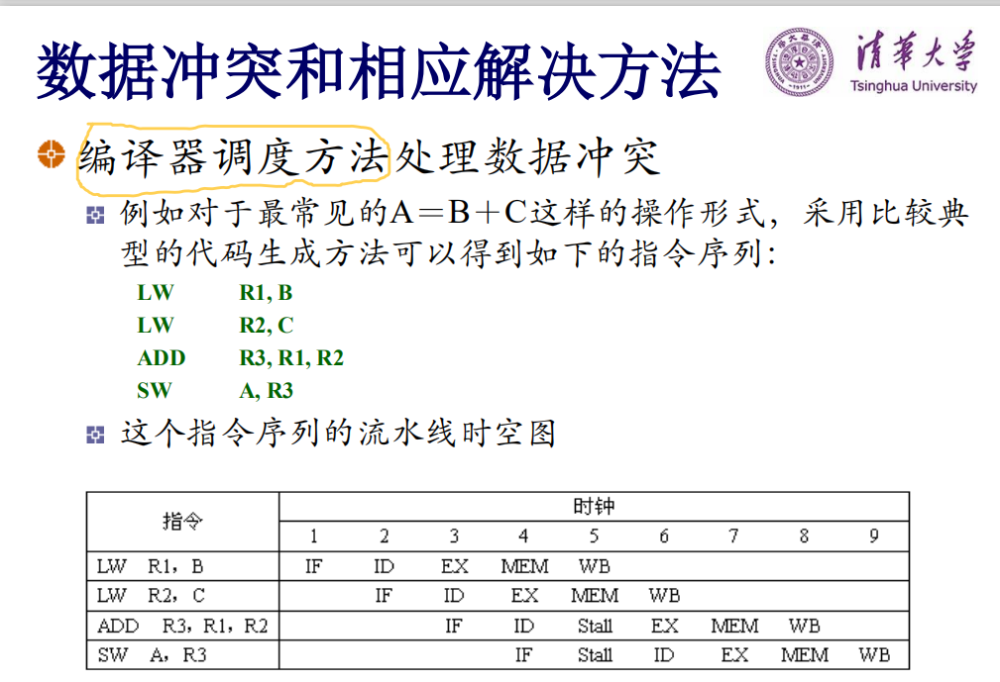 数据冲突和相应解决方法
清华大学
Tsinghua University
编译器调度方法处理数据冲突
例如对于最常见的A＝B＋C这样的操作形式，采用比较典
型的代码生成方法可以得到如下的指令序列：
LW R1, B
LW R2, C
ADD R3, R1, R2
SW A, R3
这个指令序列的流水线时空图
指令 时钟
1 2 3 4 5 6 7 8 9
LW R1，B IF ID EX MEM WB
LW R2，C IF ID EX MEM WB
ADD R3，R1，R2 IF ID Stall EX MEM WB
SW A，R3 IF Stall ID EX MEM WB